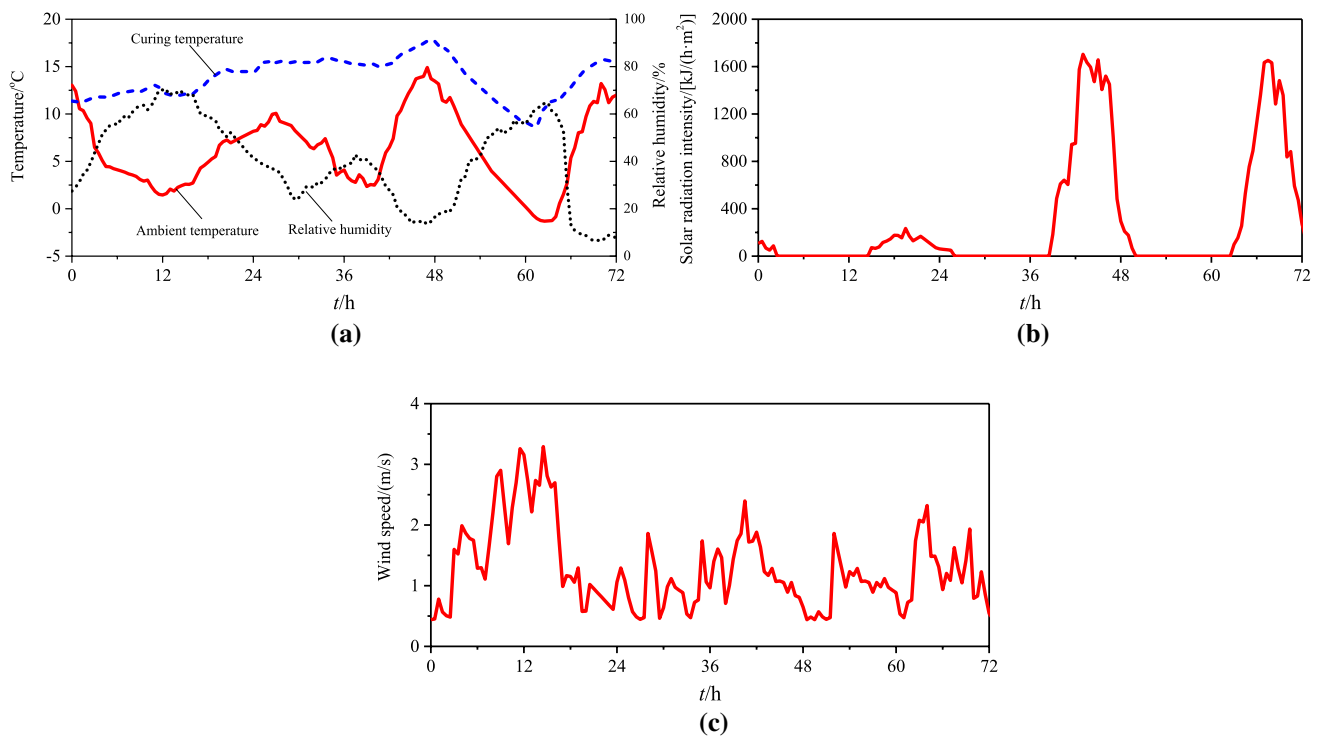 20
15
10
5
0
-5
Temperature/°C
100
80
60
40
20
0
Relative humidity/%
Curing temperature
Ambient temperature
Relative humidity
0 12 24 36 48 60 72
t/h
(a)
2000
1600
1200
800
400
0
Solar radiation intensity/[kJ/(h·m²)]
0 12 24 36 48 60 72
t/h
(b)
4
3
2
1
0
Wind speed/(m/s)
0 12 24 36 48 60 72
t/h
(c)